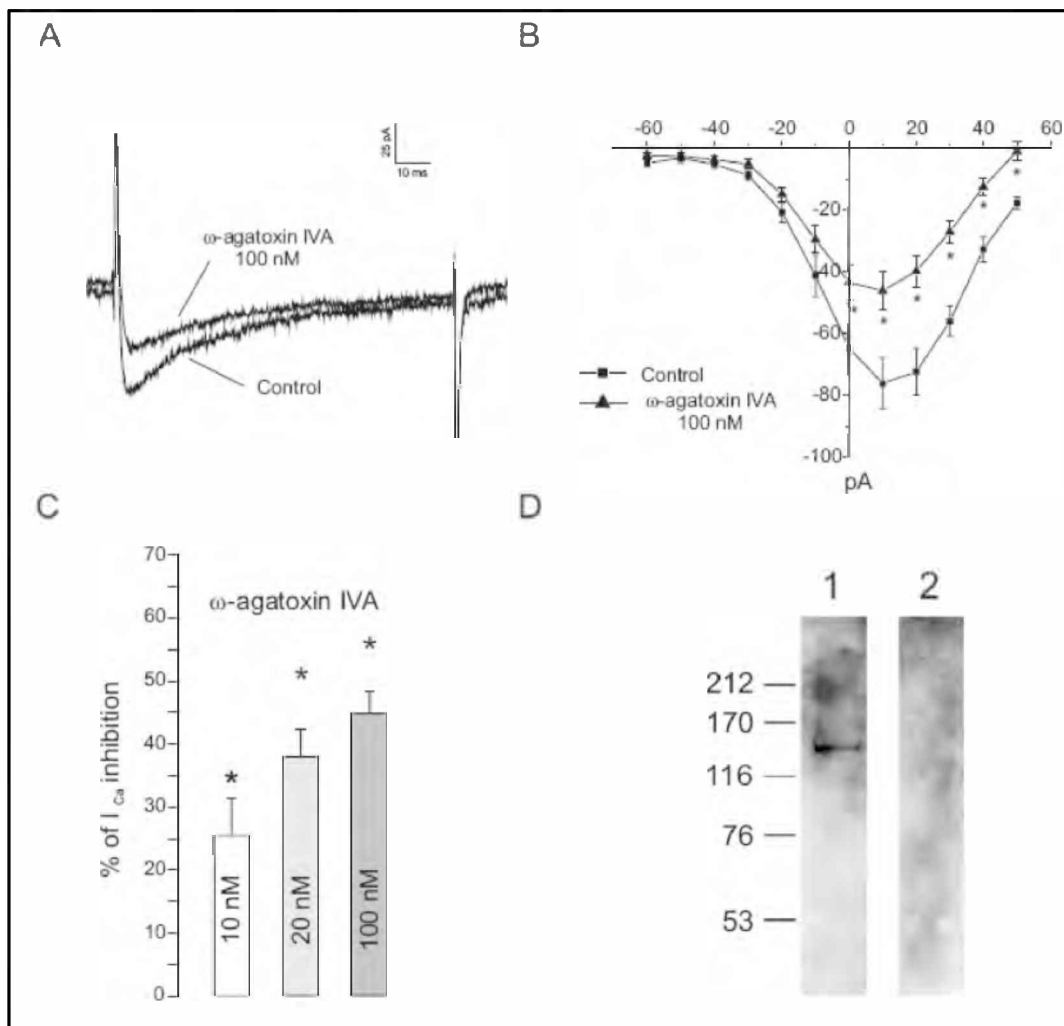 A
25 pA
10 ms
ω-agatoxin IVA
100 nM
Control
B
-60 -40 -20 0 20 40 60
-20
-40
-60
-80
-100
pA
Control
ω-agatoxin IVA
100 nM
* * * * * *
C
% of I Ca inhibition
70
60
50
40
30
20
10
0
ω-agatoxin IVA
* * *
10 nM
20 nM
100 nM
D
1 2
212
170
116
76
53